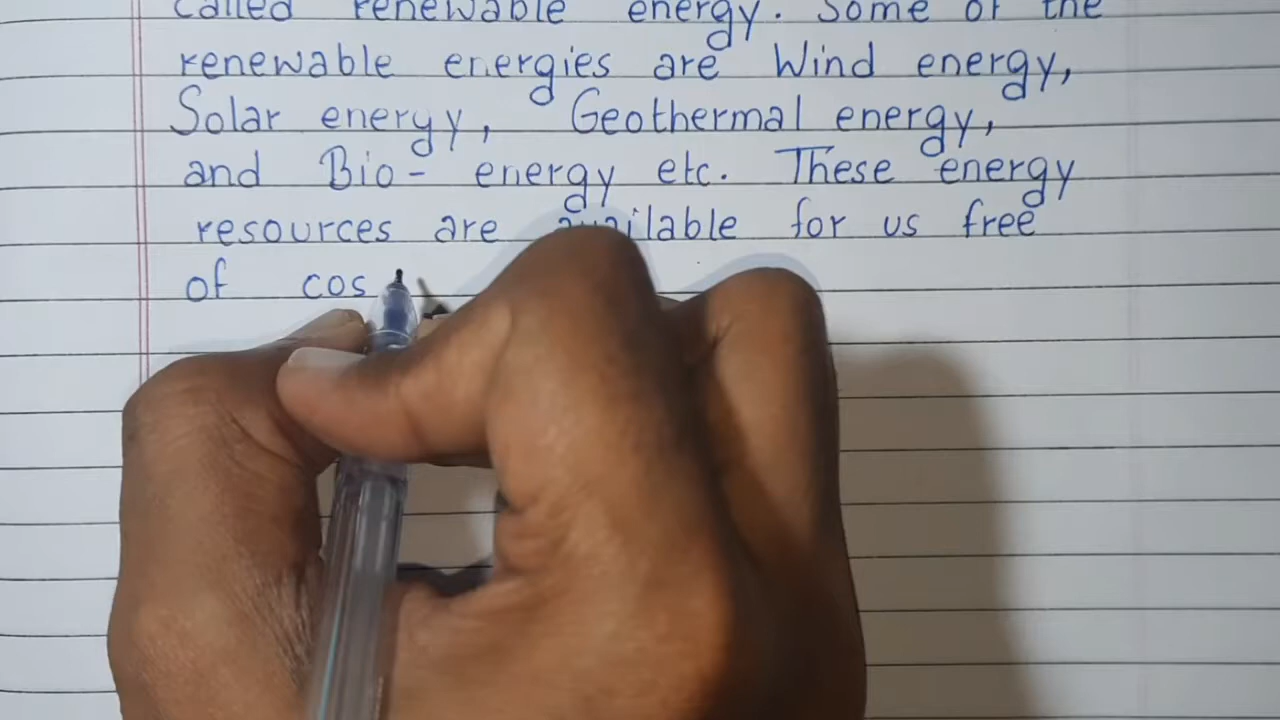 called renewable energy. Some of the
renewable energies are Wind energy,
Solar energy, Geothermal energy,
and Bio- energy etc. These energy
resources are available for us free
of cos